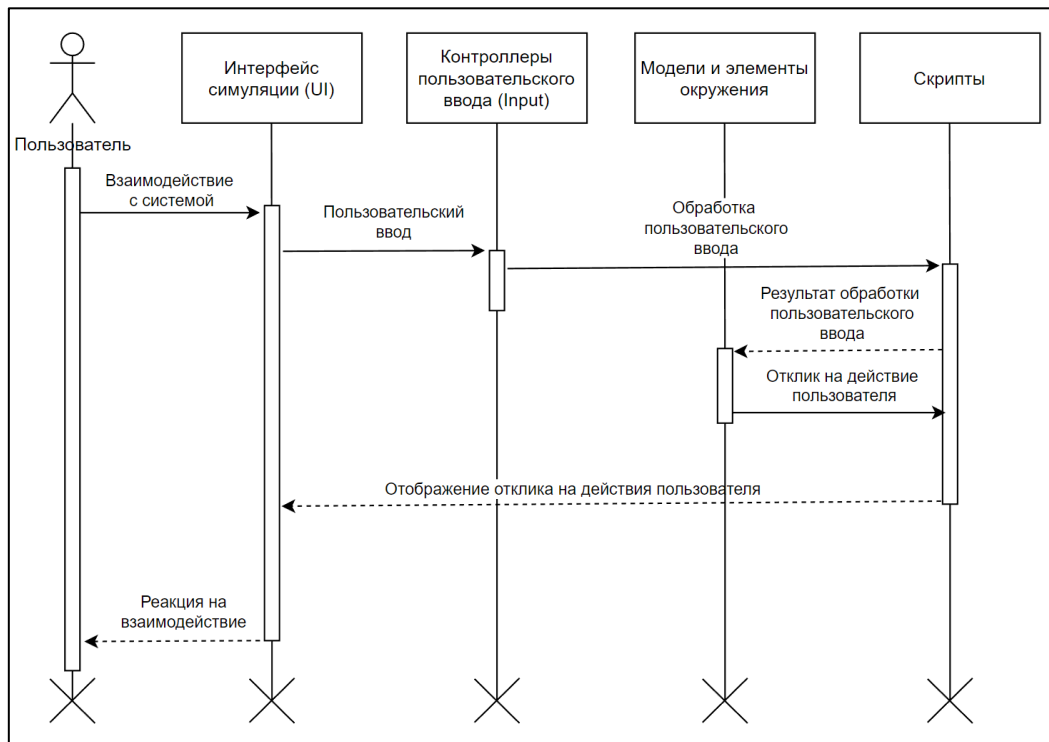 Пользователь
Интерфейс
симуляции (UI)
Контроллеры
пользовательского
ввода (Input)
Модели и элементы
окружения
Скрипты
Взаимодействие
с системой
Пользовательский
ввод
Обработка
пользовательского
ввода
Результат обработки
пользовательского
ввода
Отклик на действие
пользователя
Отображение отклика на действия пользователя
Реакция на
взаимодействие